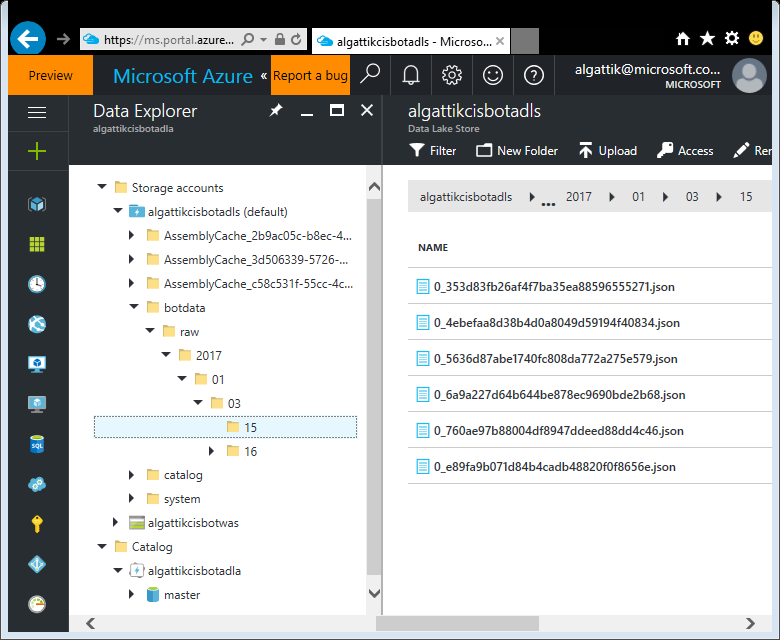 https://ms.portal.azure...
algattikcisbotadls - Microso...
Preview
Microsoft Azure «
Report a bug
algattik@microsoft.co...
MICROSOFT
Data Explorer
algattikcisbotadla
Storage accounts
algattikcisbotadls (default)
AssemblyCache_2b9ac05c-b8ec-4...
AssemblyCache_3d506339-5726-...
AssemblyCache_c58c531f-55cc-4c...
botdata
raw
2017
01
03
15
16
catalog
system
algattikcisbotwas
Catalog
algattikcisbotadla
master
algattikcisbotadls
Data Lake Store
Filter
New Folder
Upload
Access
Ren
algattikcisbotadls ... 2017 01 03 15
NAME
0_353d83fb26af4f7ba35ea88596555271.json
0_4ebefaa8d38b4d0a8049d59194f40834.json
0_5636d87abe1740fc808da772a275e579.json
0_6a9a227d64b644be878ec9690bde2b68.json
0_760ae97b88004df8947ddeed88dd4c46.json
0_e89fa9b071d84b4cadb48820f0f8656e.json
SQL